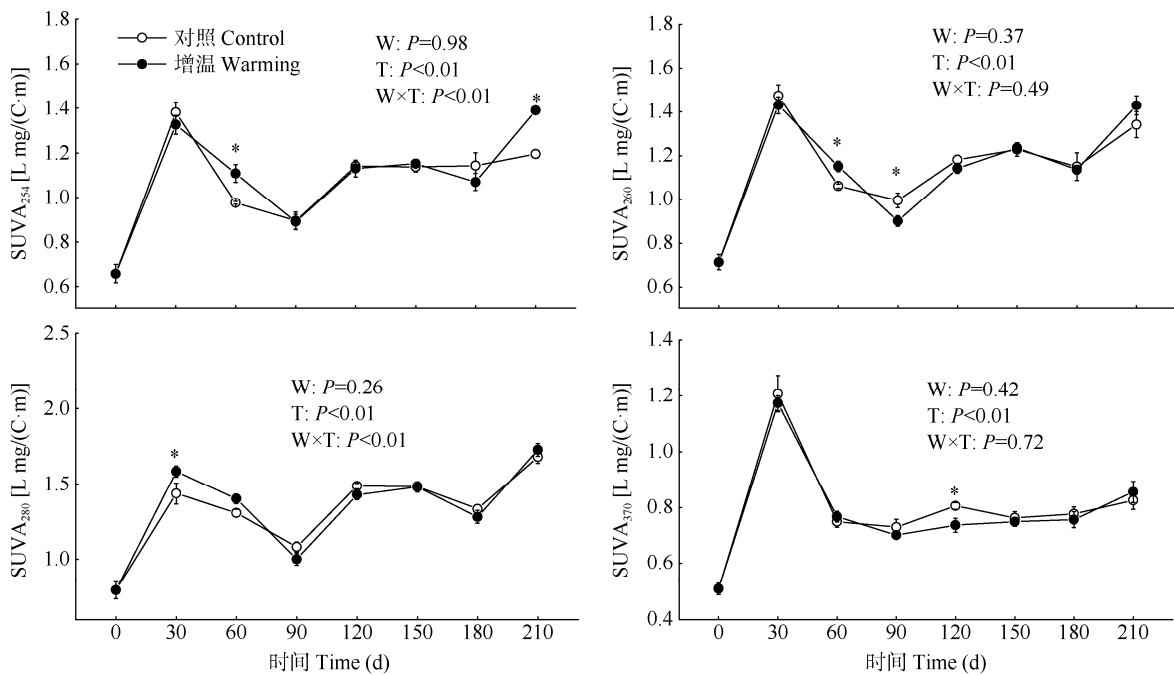 1.8
1.6
1.4
1.2
1.0
0.8
0.6
SUVA254 [L mg/(C·m)]
对照 Control
增温 Warming
W: P=0.98
T: P<0.01
W×T: P<0.01
*
*
1.8
1.6
1.4
1.2
1.0
0.8
0.6
SUVA260 [L mg/(C·m)]
W: P=0.37
T: P<0.01
W×T: P=0.49
*
*
2.5
2.0
1.5
1.0
SUVA280 [L mg/(C·m)]
W: P=0.26
T: P<0.01
W×T: P<0.01
*
0 30 60 90 120 150 180 210
时间 Time (d)
1.4
1.2
1.0
0.8
0.6
0.4
SUVA370 [L mg/(C·m)]
W: P=0.42
T: P<0.01
W×T: P=0.72
*
0 30 60 90 120 150 180 210
时间 Time (d)